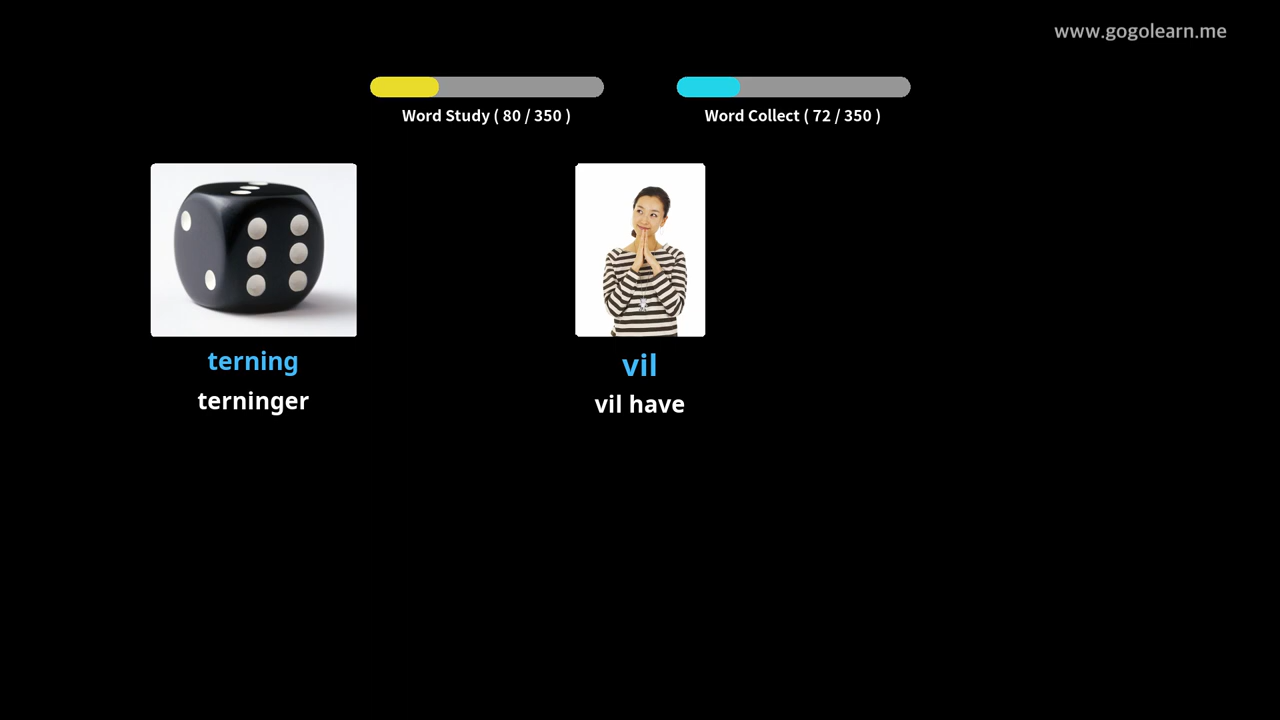 www.gogolearn.me
Word Study ( 80 / 350 )
Word Collect ( 72 / 350 )
terning
terninger
vil
vil have